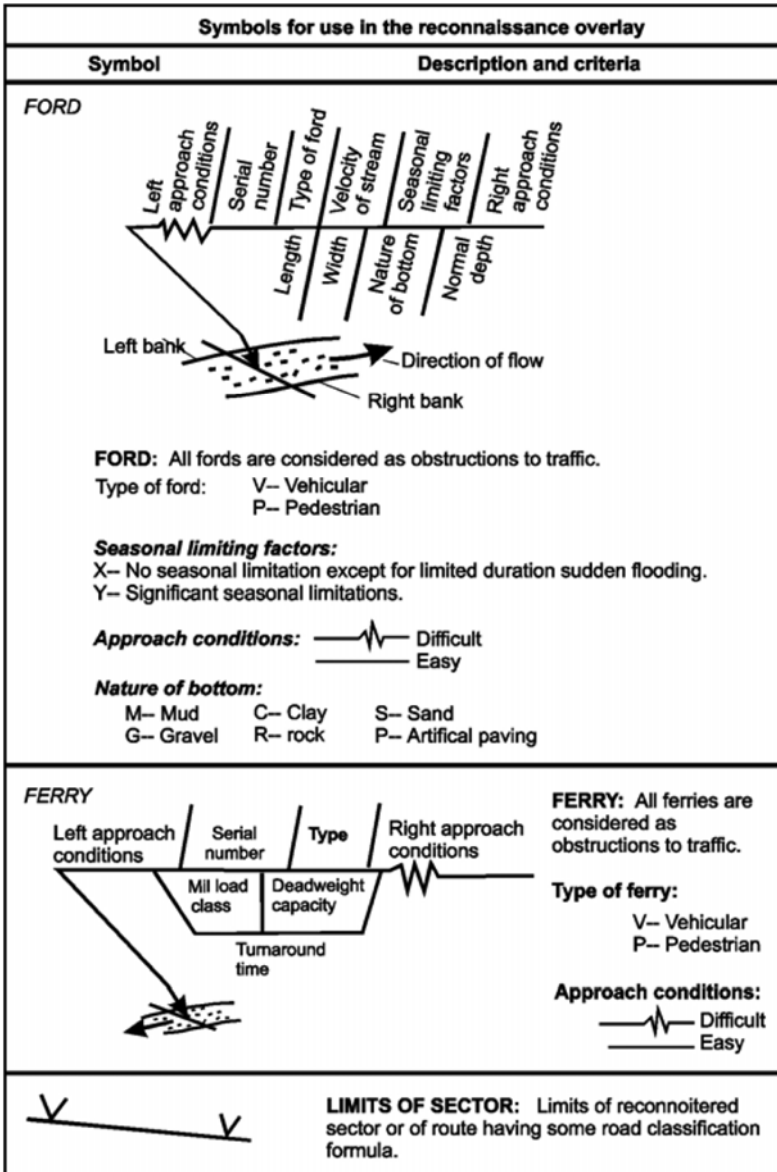 Symbols for use in the reconnaissance overlay
Symbol Description and criteria
FORD
Left approach conditions
Serial number
Type of ford
Velocity of stream
Seasonal limiting factors
Right approach conditions
Length
Width
Nature of bottom
Normal depth
Left bank
Direction of flow
Right bank
FORD: All fords are considered as obstructions to traffic.
Type of ford: V-- Vehicular
P-- Pedestrian
Seasonal limiting factors:
X-- No seasonal limitation except for limited duration sudden flooding.
Y-- Significant seasonal limitations.
Approach conditions: Difficult
Easy
Nature of bottom:
M-- Mud C-- Clay S-- Sand
G-- Gravel R-- rock P-- Artifical paving
FERRY
Left approach
conditions
Serial
number
Type
Right approach
conditions
Mil load
class
Deadweight
capacity
Turnaround
time
FERRY: All ferries are
considered as
obstructions to traffic.
Type of ferry:
V-- Vehicular
P-- Pedestrian
Approach conditions:
Difficult
Easy
LIMITS OF SECTOR: Limits of reconnoitered
sector or of route having some road classification
formula.